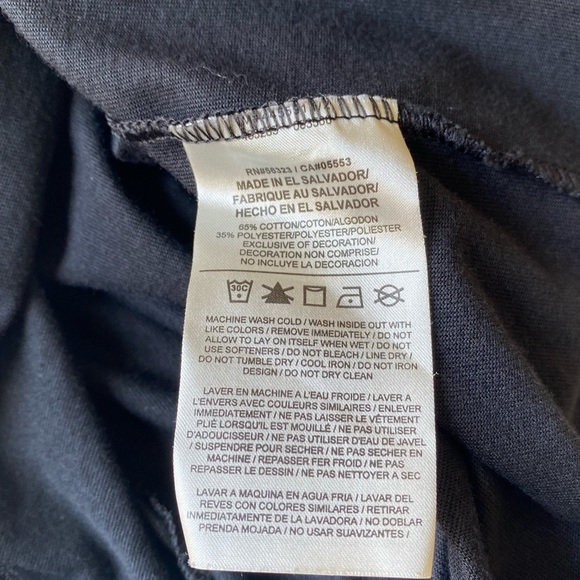 RN#56323 / CA#05553
MADE IN EL SALVADOR/
FABRIQUE AU SALVADOR/
HECHO EN EL SALVADOR
65% COTTON/COTON/ALGODON
35% POLYESTER/POLYESTER/POLIESTER
EXCLUSIVE OF DECORATION/
DECORATION NON COMPRISE/
NO INCLUYE LA DECORACION
30C
MACHINE WASH COLD / WASH INSIDE OUT WITH
LIKE COLORS / REMOVE IMMEDIATELY / DO NOT
ALLOW TO LAY ON ITSELF WHEN WET / DO NOT
USE SOFTENERS / DO NOT BLEACH / LINE DRY /
DO NOT TUMBLE DRY / COOL IRON / DO NOT IRON
DESIGN / DO NOT DRY CLEAN
LAVER EN MACHINE A L'EAU FROIDE / LAVER A
L'ENVERS AVEC COULEURS SIMILAIRES / ENLEVER
IMMEDIATEMENT / NE PAS LAISSER LE VÊTEMENT
PLIÉ LORSQU'IL EST MOUILLÉ / NE PAS UTILISER
D'ADOUCISSEUR / NE PAS UTILISER D'EAU DE JAVEL
/ SUSPENDRE POUR SECHER / NE PAS SECHER EN
MACHINE / REPASSER FER FROID / NE PAS
REPASSER LE DESSIN / NE PAS NETTOYER A SEC
LAVAR A MAQUINA EN AGUA FRIA / LAVAR AL
REVES CON COLORES SIMILARES / RETIRAR
INMEDIATAMENTE DE LA LAVADORA / NO DOBLAR
PRENDA MOJADA / NO USAR SUAVIZANTES /